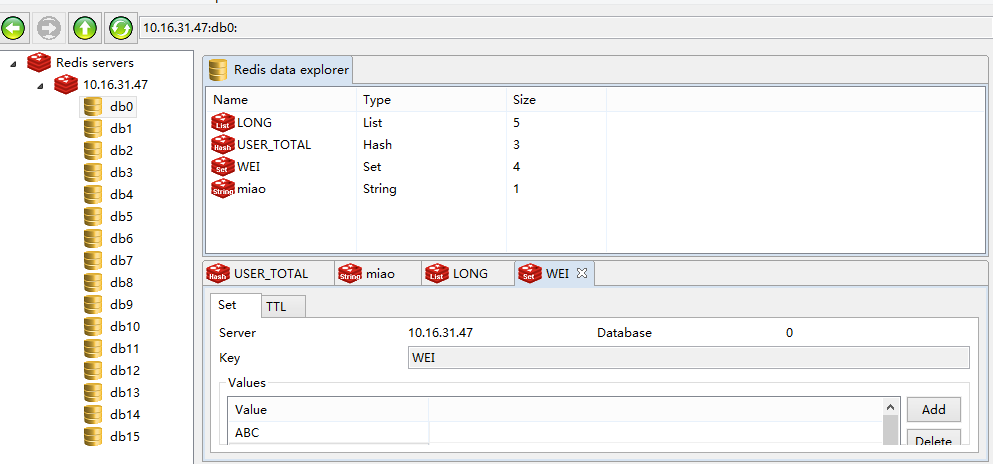 10.16.31.47:db0:
Redis servers
10.16.31.47
db0
db1
db2
db3
db4
db5
db6
db7
db8
db9
db10
db11
db12
db13
db14
db15
Redis data explorer
Name Type Size
List LONG List 5
Hash USER_TOTAL Hash 3
Set WEI Set 4
String miao String 1
Hash USER_TOTAL String miao List LONG Set WEI
Set TTL
Server 10.16.31.47 Database 0
Key WEI
Values
Value Add
ABC Delete